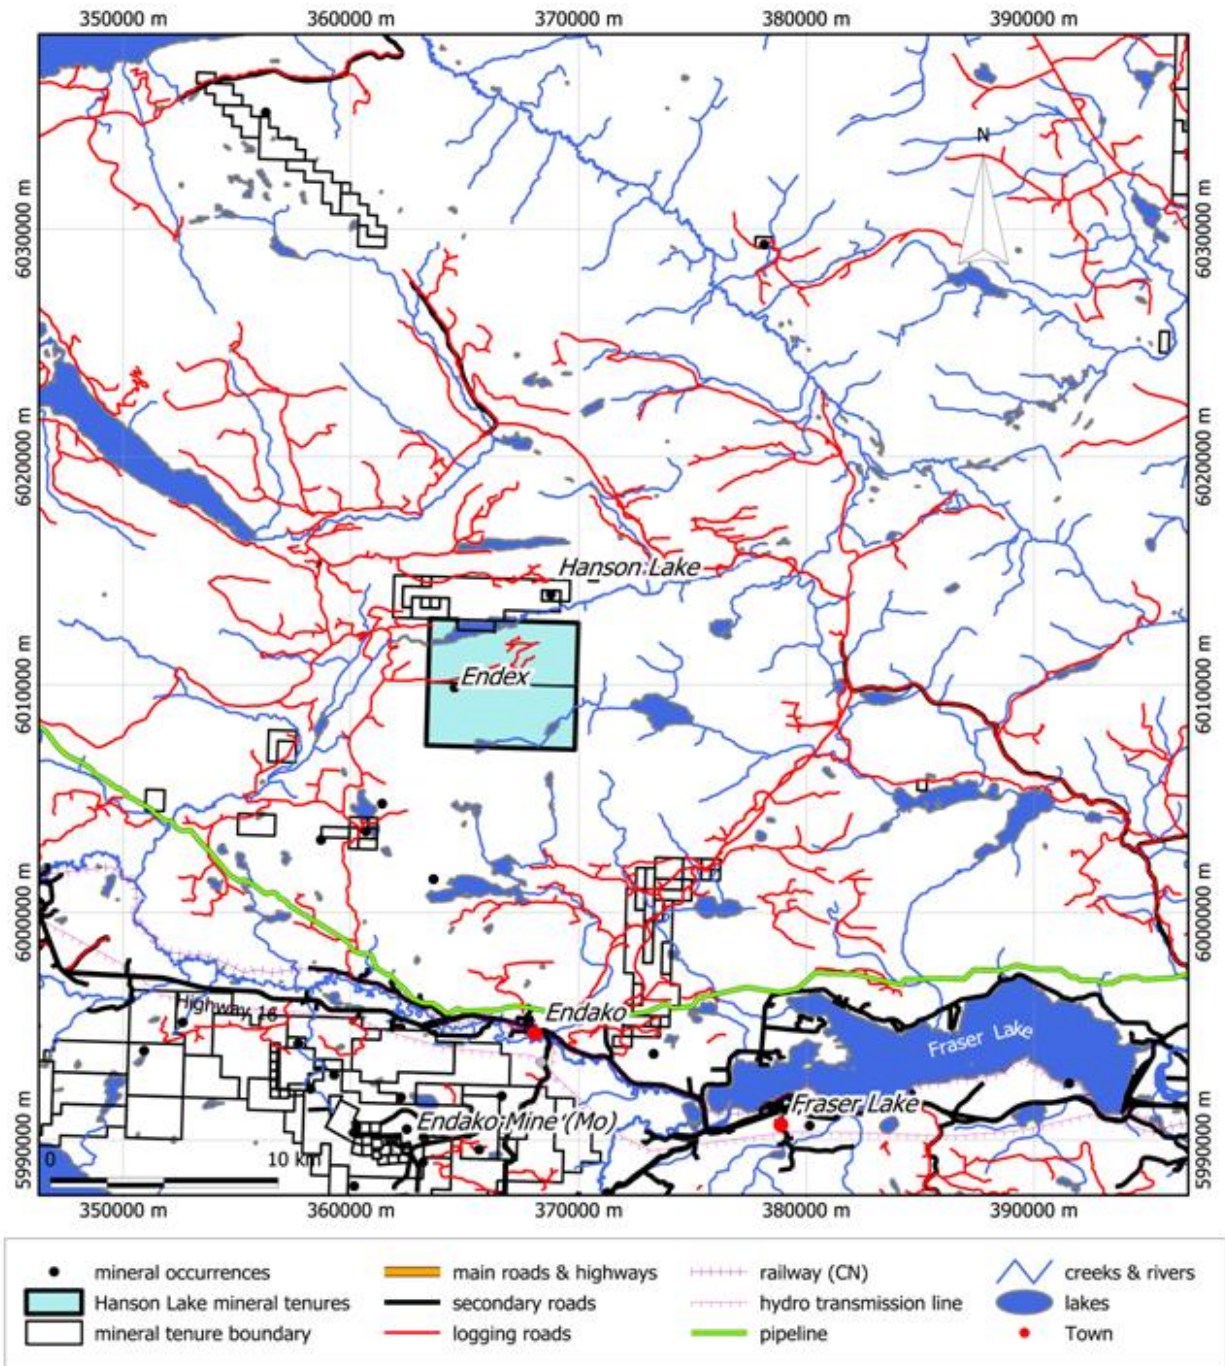 350000 m 360000 m 370000 m 380000 m 390000 m
N
6030000 m 6030000 m
6020000 m 6020000 m
Hanson Lake
Endex
6010000 m 6010000 m
6000000 m 6000000 m
Highway 16
Endako
Fraser Lake
Fraser Lake
Endako Mine (Mo)
5990000 m 5990000 m
0 10 km
350000 m 360000 m 370000 m 380000 m 390000 m
mineral occurrences main roads & highways railway (CN) creeks & rivers
Hanson Lake mineral tenures secondary roads hydro transmission line lakes
mineral tenure boundary logging roads pipeline Town